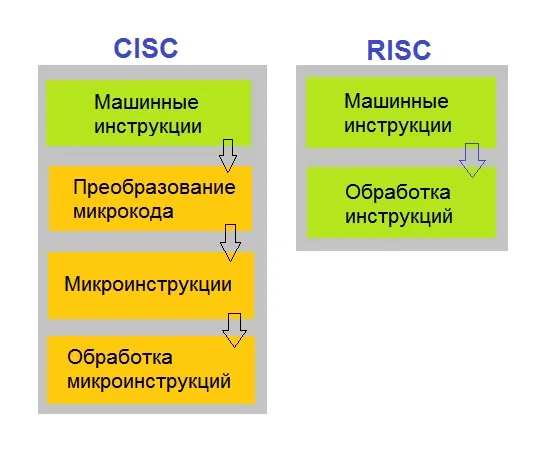 CISC
Машинные
инструкции
Преобразование
микрокода
Микроинструкции
Обработка
микроинструкций
RISC
Машинные
инструкции
Обработка
инструкций